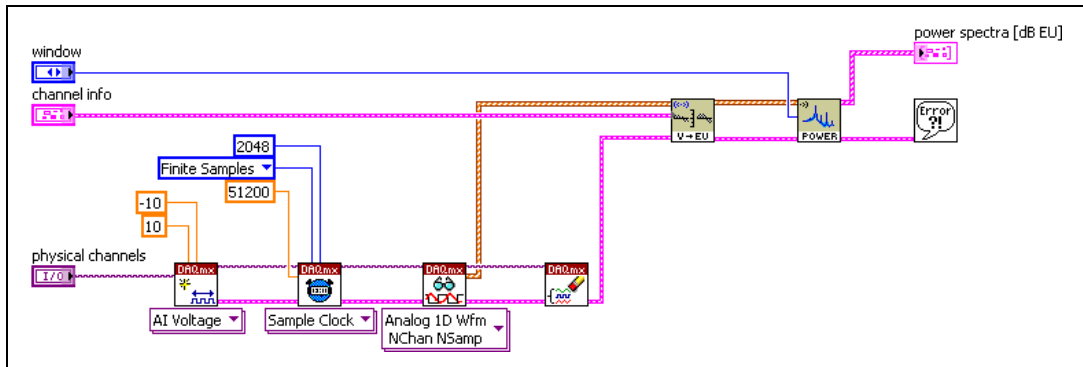 power spectra [dB EU]
window
channel info
V→EU
POWER
Error
?!
2048
Finite Samples
51200
-10
10
physical channels
I/O
DAQmx
DAQmx
DAQmx
DAQmx
AI Voltage
Sample Clock
Analog 1D Wfm
NChan NSamp